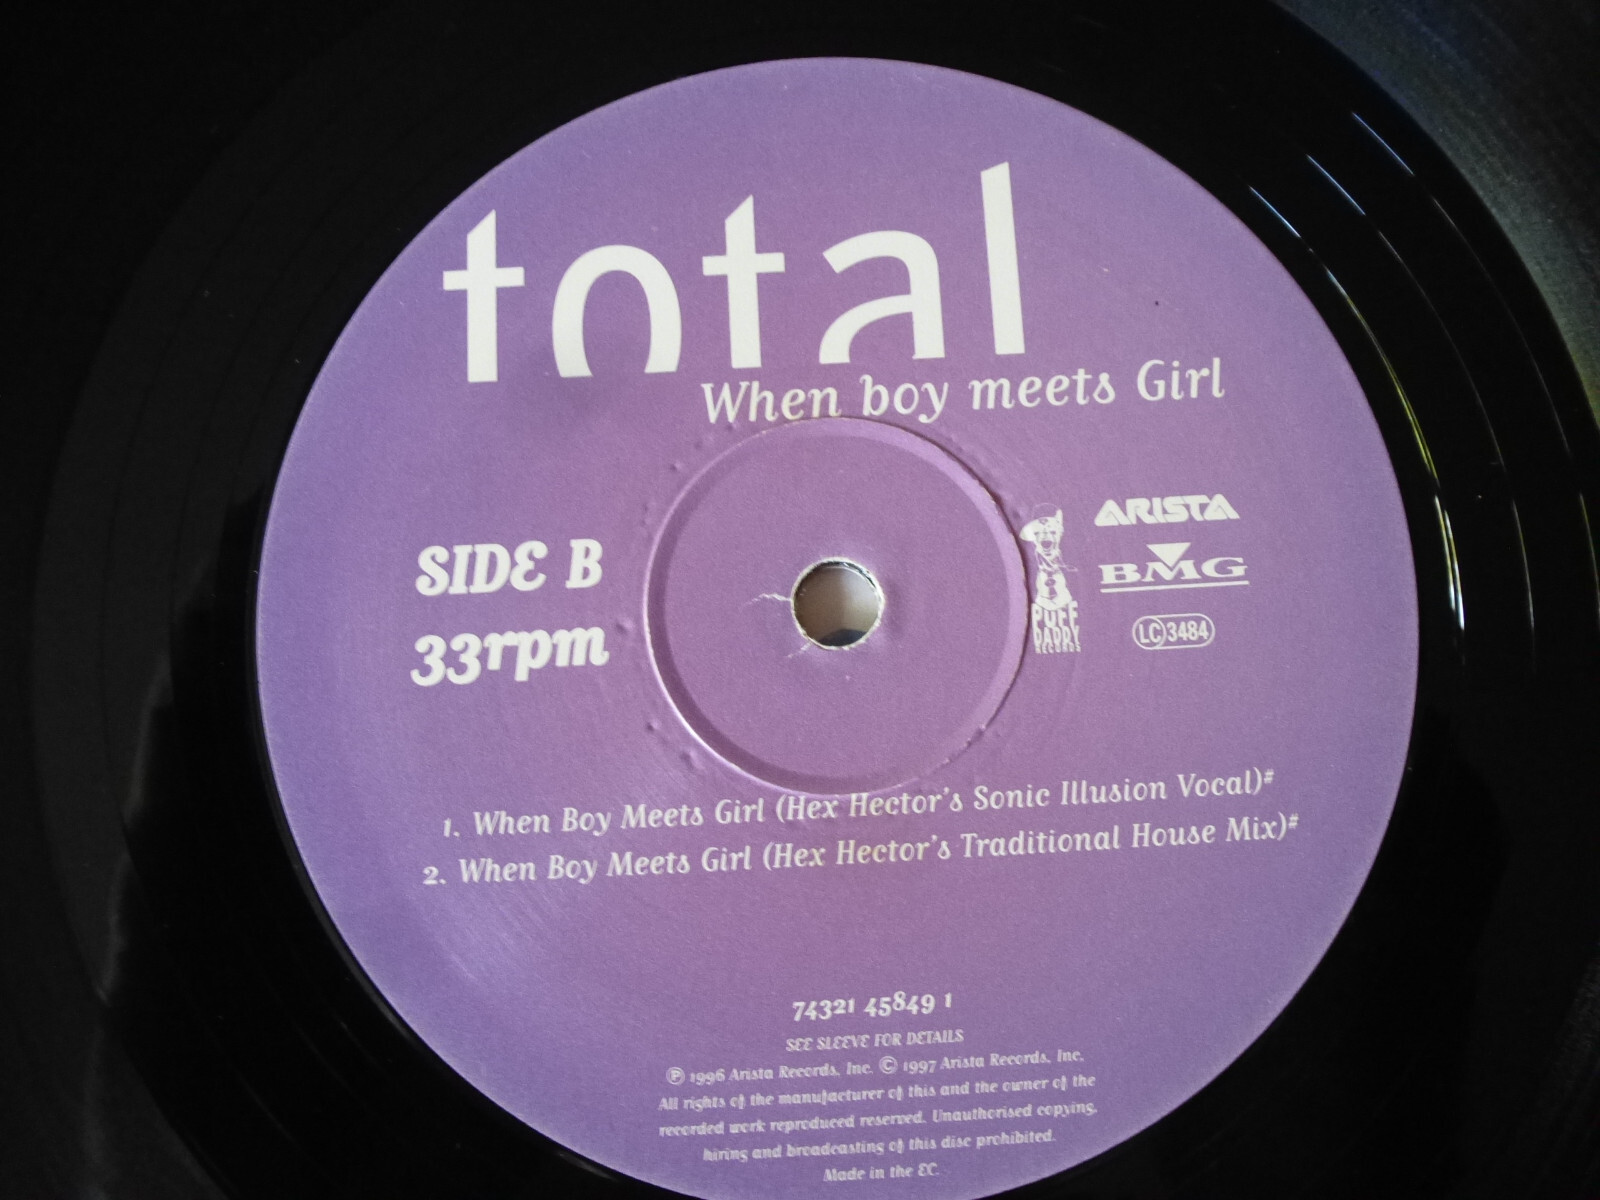 total
When boy meets Girl
SIDE B
33rpm
PUFF
DADDY
RECORDS
ARISTA
BMG
LC 3484
1. When Boy Meets Girl (Hex Hector's Sonic Illusion Vocal)#
2. When Boy Meets Girl (Hex Hector's Traditional House Mix)#
74321 45849 1
SEE SLEEVE FOR DETAILS
℗ 1996 Arista Records, Inc. © 1997 Arista Records, Inc.
All rights of the manufacturer of this and the owner of the
recorded work reproduced reserved. Unauthorised copying,
hiring and broadcasting of this disc prohibited.
Made in the EC.